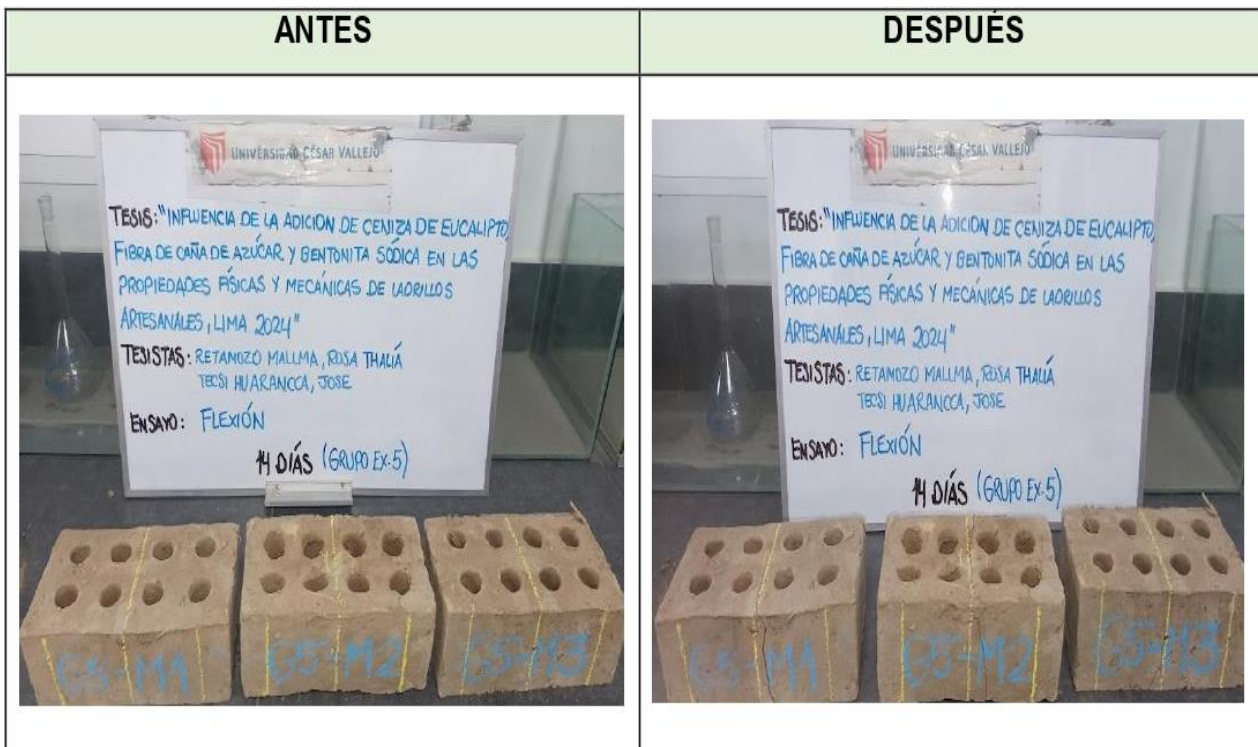 ANTES
DESPUÉS
UNIVERSIDAD CÉSAR VALLEJO
TESIS: "INFLUENCIA DE LA ADICION DE CENIZA DE EUCALIPTO,
FIBRA DE CAÑA DE AZÚCAR Y BENTONITA SÓDICA EN LAS
PROPIEDADES FÍSICAS Y MECÁNICAS DE LADRILLOS
ARTESANALES, LIMA 2024"
TESISTAS: RETAMOZO MALLMA, ROSA THALIÁ
TECSI HUARANCCA, JOSE
ENSAYO: FLEXIÓN
14 DÍAS (GRUPO EX-5)
G5-M1
G5-M2
G5-M3
UNIVERSIDAD CÉSAR VALLEJO
TESIS: "INFLUENCIA DE LA ADICION DE CENIZA DE EUCALIPTO,
FIBRA DE CAÑA DE AZÚCAR Y BENTONITA SÓDICA EN LAS
PROPIEDADES FÍSICAS Y MECÁNICAS DE LADRILLOS
ARTESANALES, LIMA 2024"
TESISTAS: RETAMOZO MALLMA, ROSA THALIÁ
TECSI HUARANCCA, JOSE
ENSAYO: FLEXIÓN
14 DÍAS (GRUPO EX-5)
G5-M1
G5-M2
G5-M3